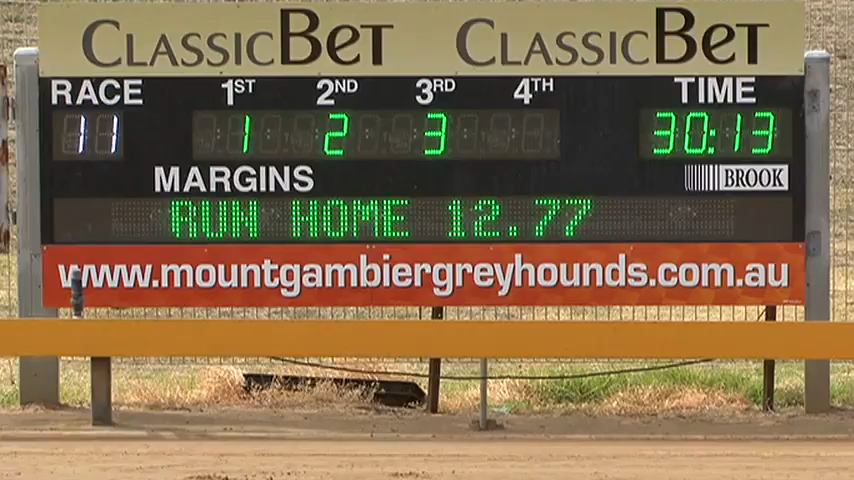 CLASSICBET CLASSICBET
RACE 1ST 2ND 3RD 4TH TIME
11 1 2 3 30:13
MARGINS BROOK
RUN HOME 12.77
www.mountgambiergreyhounds.com.au